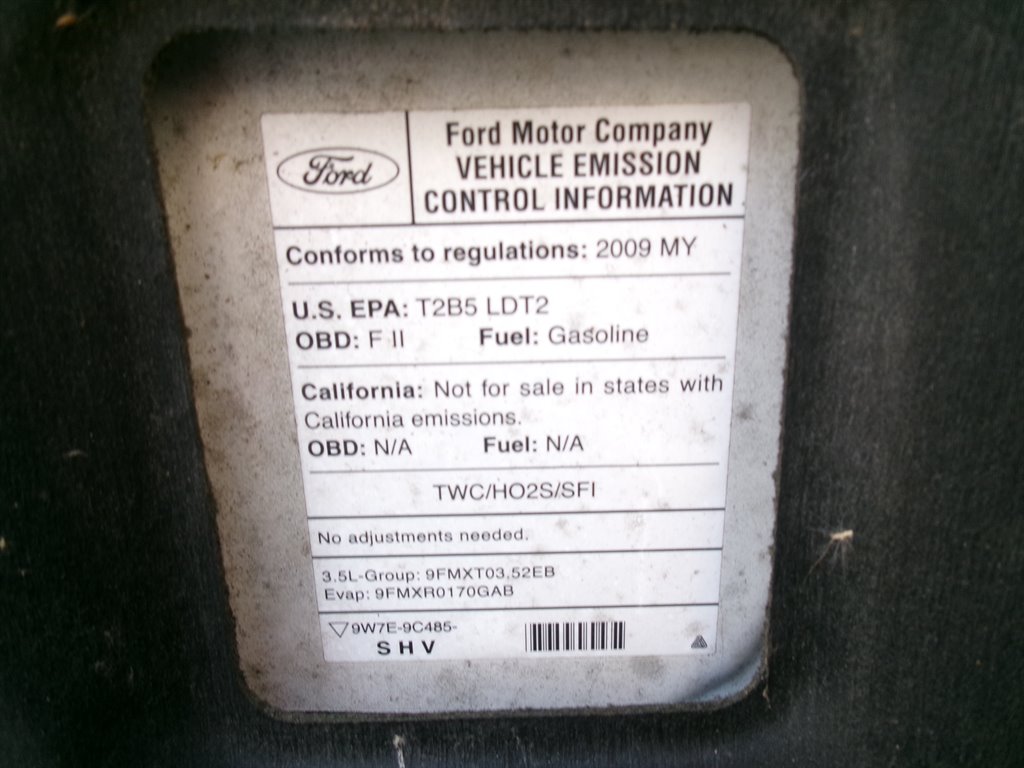 Ford
Ford Motor Company
VEHICLE EMISSION
CONTROL INFORMATION
Conforms to regulations: 2009 MY
U.S. EPA: T2B5 LDT2
OBD: F II Fuel: Gasoline
California: Not for sale in states with
California emissions.
OBD: N/A Fuel: N/A
TWC/HO2S/SFI
No adjustments needed.
3.5L-Group: 9FMXT03.52EB
Evap: 9FMXR0170GAB
9W7E-9C485-
S H V